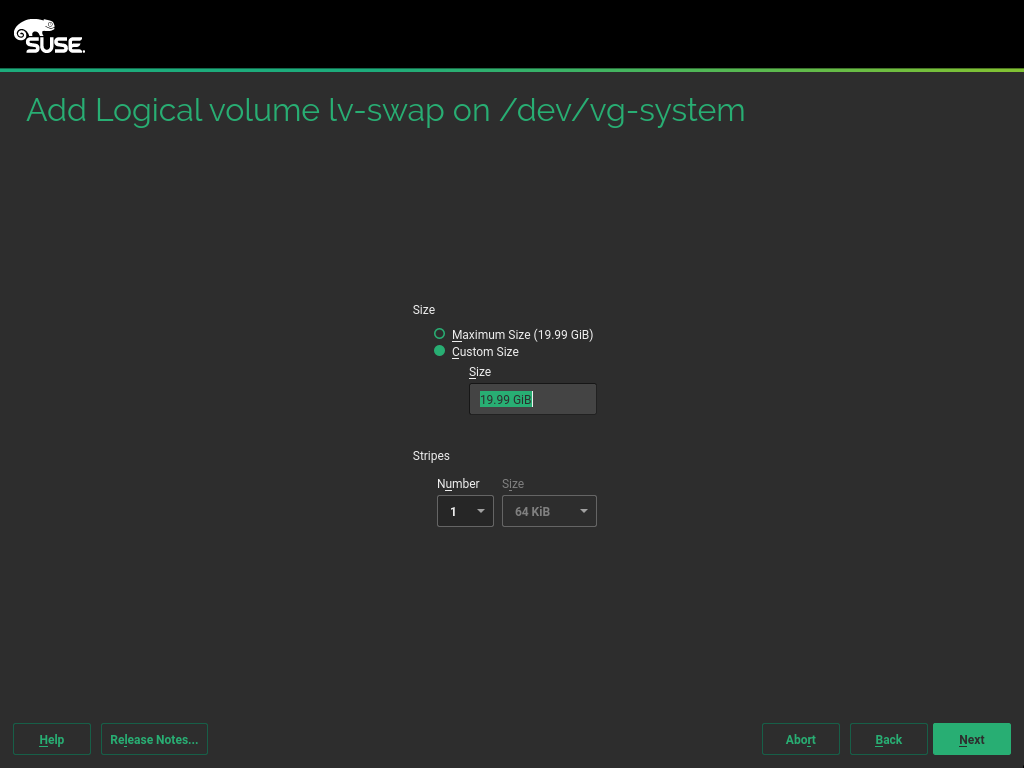 SUSE.
Add Logical volume lv-swap on /dev/vg-system
Size
Maximum Size (19.99 GiB)
Custom Size
Size
19.99 GiB
Stripes
Number Size
1 64 KiB
Help Release Notes... Abort Back Next